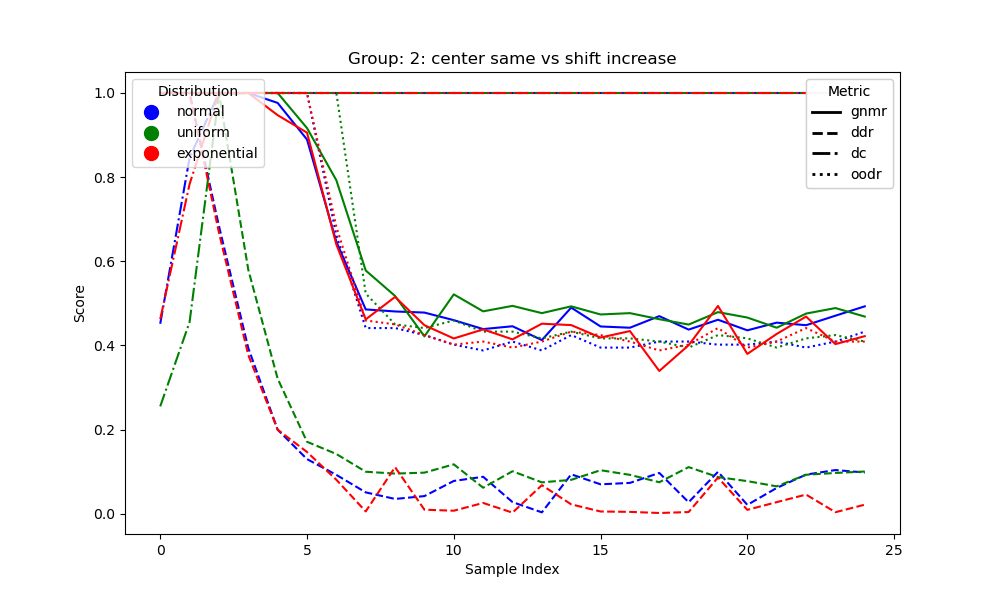 Group: 2: center same vs shift increase
Distribution
normal
uniform
exponential
Metric
gnmr
ddr
dc
oodr
1.0
0.8
0.6
0.4
0.2
0.0
Score
0
5
10
15
20
25
Sample Index